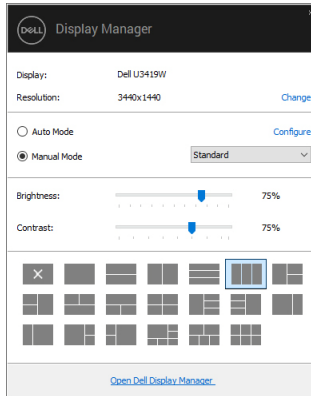 DELL Display Manager
Display: Dell U3419W
Resolution: 3440x1440 Change
Auto Mode Configure
Manual Mode Standard
Brightness: 75%
Contrast: 75%
Open Dell Display Manager